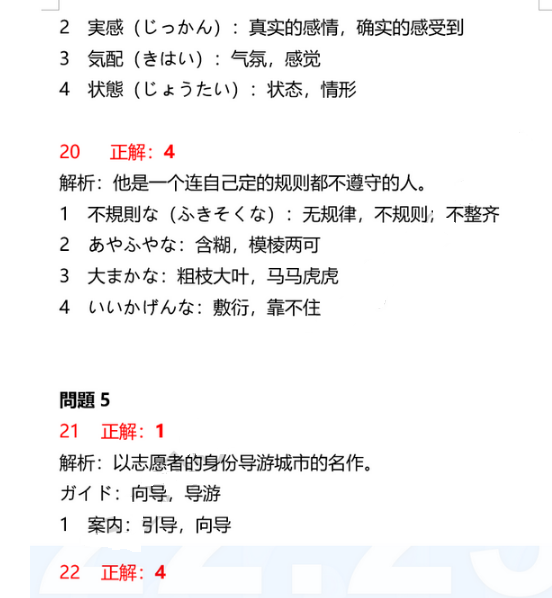 2 実感（じっかん）：真实的感情，确实的感受到
3 気配（きはい）：气氛，感觉
4 状態（じょうたい）：状态，情形
20 正解：4
解析：他是一个连自己定的规则都不遵守的人。
1 不規則な（ふきそくな）：无规律，不规则；不整齐
2 あやふやな：含糊，模棱两可
3 大まかな：粗枝大叶，马马虎虎
4 いいかげんな：敷衍，靠不住
問題 5
21 正解：1
解析：以志愿者的身份导游城市的名作。
ガイド：向导，导游
1 案内：引导，向导
22 正解：4